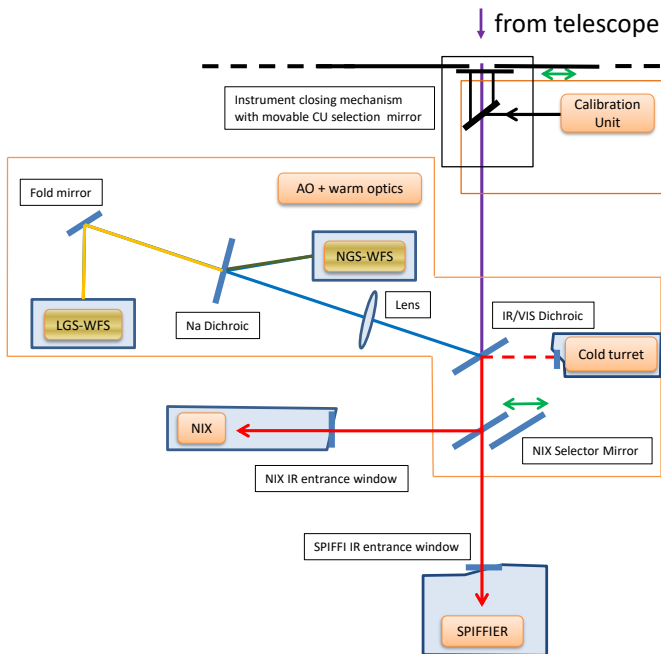 from telescope
Instrument closing mechanism
with movable CU selection mirror
Calibration
Unit
Fold mirror
AO + warm optics
NGS-WFS
LGS-WFS
Na Dichroic
Lens
IR/VIS Dichroic
Cold turret
NIX
NIX Selector Mirror
NIX IR entrance window
SPIFFI IR entrance window
SPIFFIER